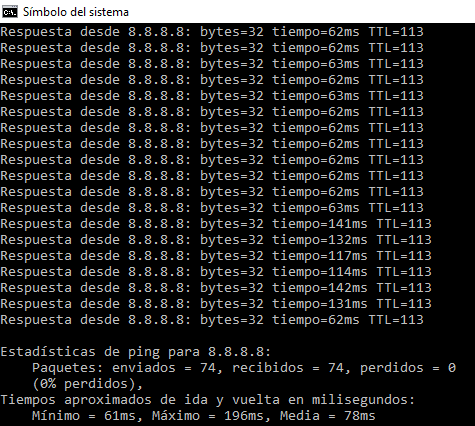 Símbolo del sistema
Respuesta desde 8.8.8.8: bytes=32 tiempo=62ms TTL=113
Respuesta desde 8.8.8.8: bytes=32 tiempo=62ms TTL=113
Respuesta desde 8.8.8.8: bytes=32 tiempo=63ms TTL=113
Respuesta desde 8.8.8.8: bytes=32 tiempo=62ms TTL=113
Respuesta desde 8.8.8.8: bytes=32 tiempo=63ms TTL=113
Respuesta desde 8.8.8.8: bytes=32 tiempo=62ms TTL=113
Respuesta desde 8.8.8.8: bytes=32 tiempo=62ms TTL=113
Respuesta desde 8.8.8.8: bytes=32 tiempo=62ms TTL=113
Respuesta desde 8.8.8.8: bytes=32 tiempo=62ms TTL=113
Respuesta desde 8.8.8.8: bytes=32 tiempo=62ms TTL=113
Respuesta desde 8.8.8.8: bytes=32 tiempo=62ms TTL=113
Respuesta desde 8.8.8.8: bytes=32 tiempo=63ms TTL=113
Respuesta desde 8.8.8.8: bytes=32 tiempo=141ms TTL=113
Respuesta desde 8.8.8.8: bytes=32 tiempo=132ms TTL=113
Respuesta desde 8.8.8.8: bytes=32 tiempo=117ms TTL=113
Respuesta desde 8.8.8.8: bytes=32 tiempo=114ms TTL=113
Respuesta desde 8.8.8.8: bytes=32 tiempo=142ms TTL=113
Respuesta desde 8.8.8.8: bytes=32 tiempo=131ms TTL=113
Respuesta desde 8.8.8.8: bytes=32 tiempo=62ms TTL=113
Estadísticas de ping para 8.8.8.8:
Paquetes: enviados = 74, recibidos = 74, perdidos = 0
(0% perdidos),
Tiempos aproximados de ida y vuelta en milisegundos:
Mínimo = 61ms, Máximo = 196ms, Media = 78ms